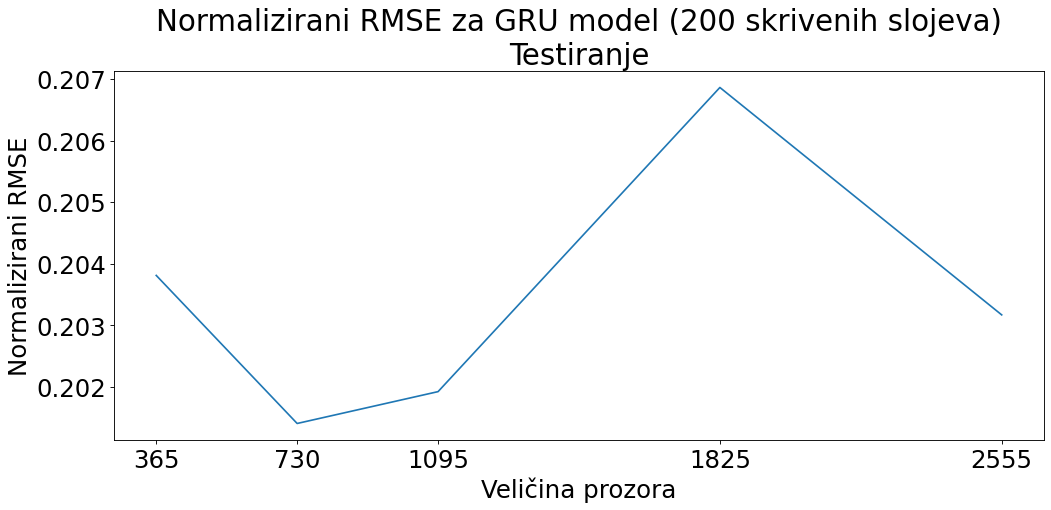 Normalizirani RMSE za GRU model (200 skrivenih slojeva)
Testiranje
Normalizirani RMSE
0.207
0.206
0.205
0.204
0.203
0.202
365 730 1095 1825 2555
Veličina prozora